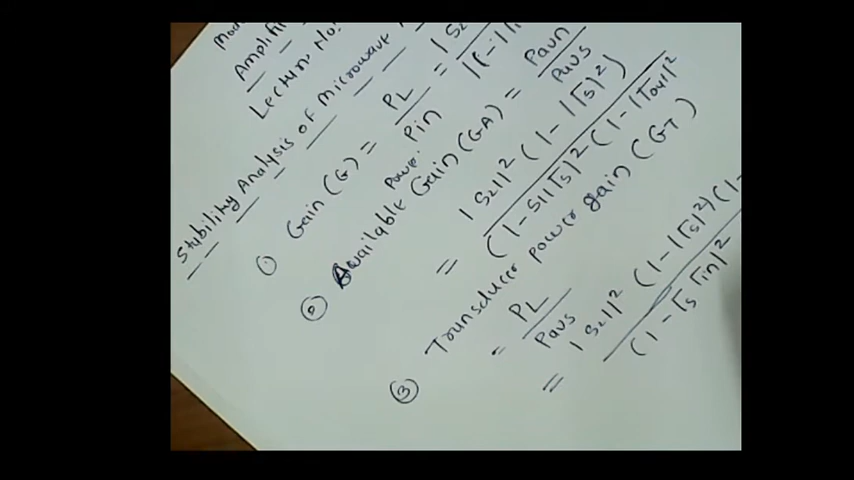 Amplifi
Lecture No.
Stability Analysis of Microwave
① Gain (G) = PL / Pin = |S2
|(1-|Γ
② Available Power Gain (GA) = Pavn / Pavs
= |S21|² (1-|Γs|²)
(1-S11Γs|² (1-|Γout|²
③ Transducer power gain (GT)
= PL / Pavs
= |S21|² (1-|Γs|²) (1-
(1-Γs Γin|²